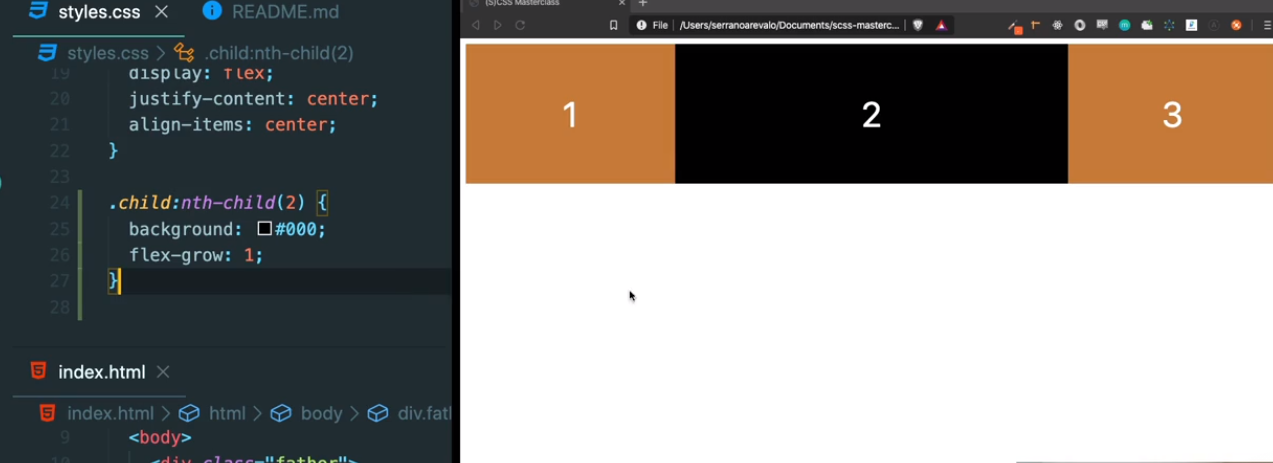 styles.css
README.md
styles.css > .child:nth-child(2)
19 display: flex;
20 justify-content: center;
21 align-items: center;
22 }
23
24 .child:nth-child(2) {
25 background: #000;
26 flex-grow: 1;
27 }
28
index.html
index.html > html > body > div.fat
9 <body>
10 <div class="father">
(S)CSS Masterclass
File | /Users/serranoarevalo/Documents/scss-masterc...
1
2
3